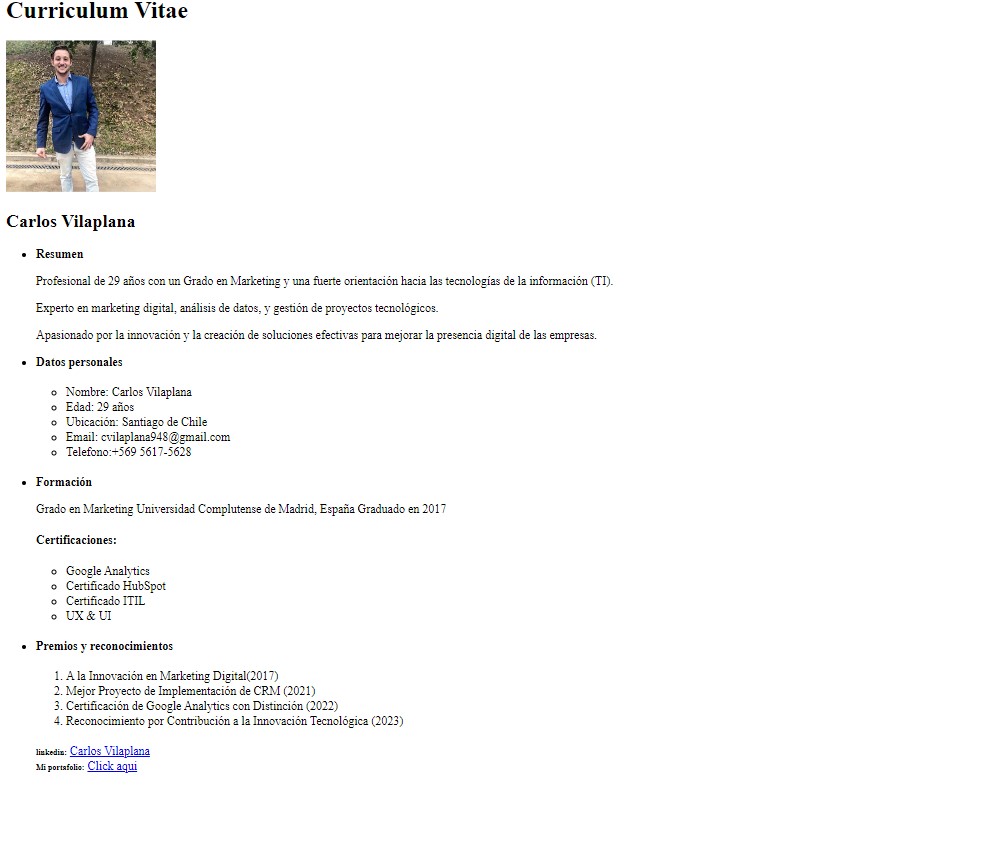 Curriculum Vitae
Carlos Vilaplana
Resumen
Profesional de 29 años con un Grado en Marketing y una fuerte orientación hacia las tecnologías de la información (TI).
Experto en marketing digital, análisis de datos, y gestión de proyectos tecnológicos.
Apasionado por la innovación y la creación de soluciones efectivas para mejorar la presencia digital de las empresas.
Datos personales
Nombre: Carlos Vilaplana
Edad: 29 años
Ubicación: Santiago de Chile
Email: cvilaplana948@gmail.com
Telefono:+569 5617-5628
Formación
Grado en Marketing Universidad Complutense de Madrid, España Graduado en 2017
Certificaciones:
Google Analytics
Certificado HubSpot
Certificado ITIL
UX & UI
Premios y reconocimientos
1. A la Innovación en Marketing Digital(2017)
2. Mejor Proyecto de Implementación de CRM (2021)
3. Certificación de Google Analytics con Distinción (2022)
4. Reconocimiento por Contribución a la Innovación Tecnológica (2023)
linkedin: Carlos Vilaplana
Mi portafolio: Click aqui